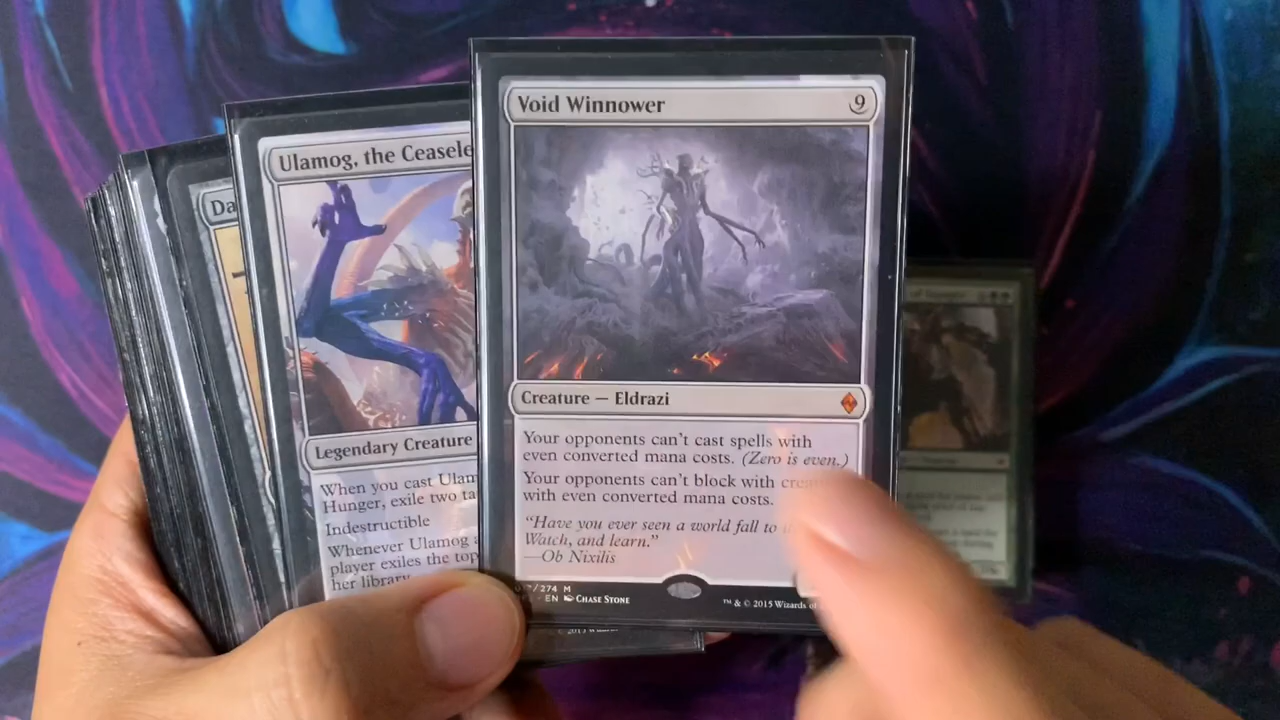 Da
Ulamog, the Ceasele
Legendary Creature
When you cast Ulam
Hunger, exile two ta
Indestructible
Whenever Ulamog a
player exiles the top
her library
Void Winnower 9
Creature — Eldrazi
Your opponents can't cast spells with
even converted mana costs. (Zero is even.)
Your opponents can't block with crea
with even converted mana costs.
"Have you ever seen a world fall to
Watch, and learn."
—Ob Nixilis
/274 M
EN CHASE STONE
™ & © 2015 Wizards of